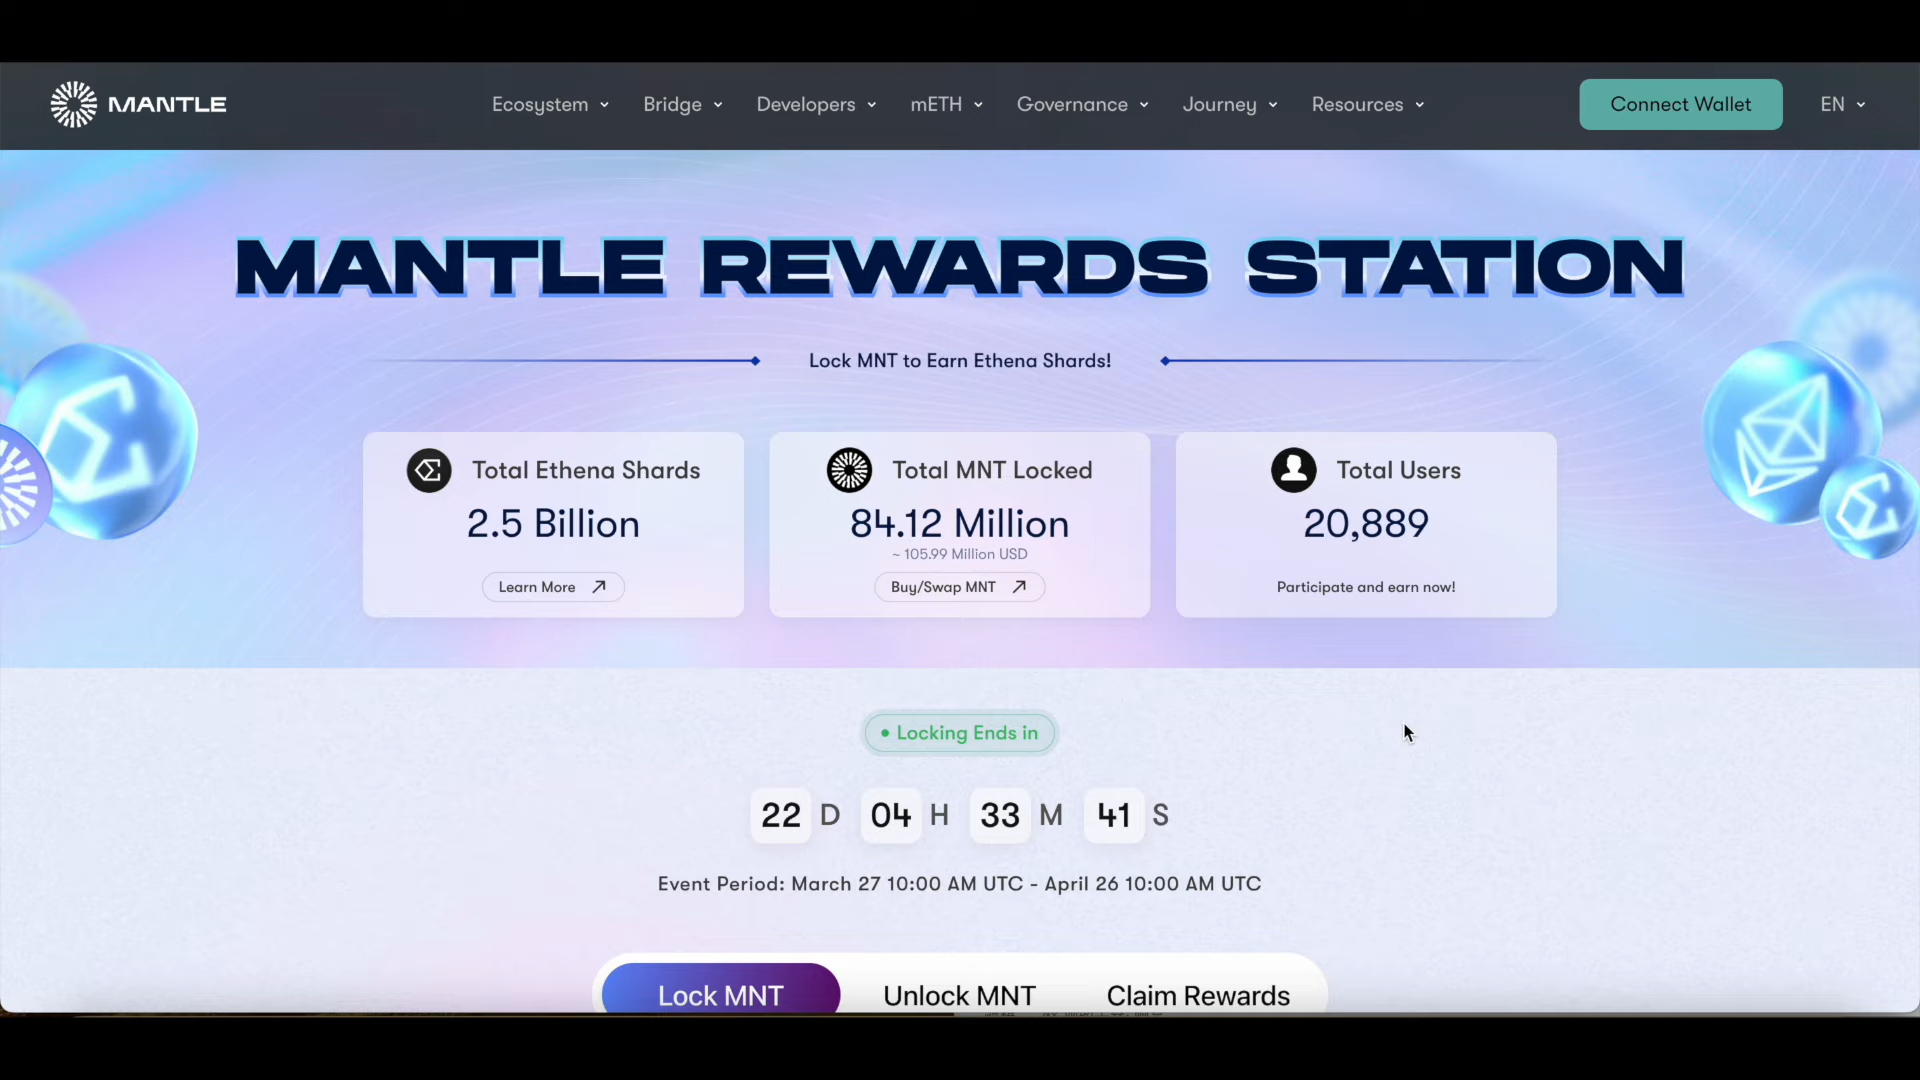 MANTLE
Ecosystem Bridge Developers mETH Governance Journey Resources
Connect Wallet
EN
MANTLE REWARDS STATION
Lock MNT to Earn Ethena Shards!
Total Ethena Shards
2.5 Billion
Learn More
Total MNT Locked
84.12 Million
~ 105.99 Million USD
Buy/Swap MNT
Total Users
20,889
Participate and earn now!
Locking Ends in
22 D 04 H 33 M 41 S
Event Period: March 27 10:00 AM UTC - April 26 10:00 AM UTC
Lock MNT Unlock MNT Claim Rewards